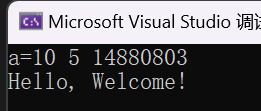 Microsoft Visual Studio 调试
a=10 5 14880803
Hello, Welcome!